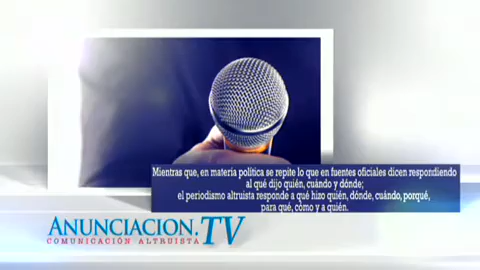 Mientras que, en materia política se repite lo que en fuentes oficiales dicen respondiendo
al qué dijo quién, cuándo y dónde;
el periodismo altruista responde a qué hizo quién, dónde, cuándo, porqué,
para qué, cómo y a quién.
ANUNCIACION.TV
COMUNICACIÓN ALTRUISTA